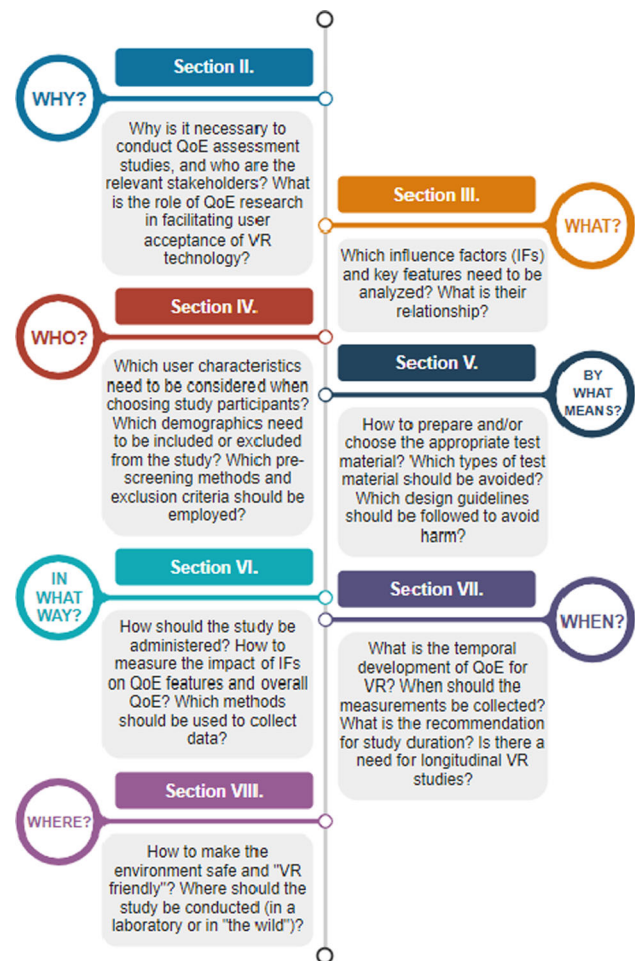 Section II.
WHY?
Why is it necessary to
conduct QoE assessment
studies, and who are the
relevant stakeholders? What
is the role of QoE research
in facilitating user
acceptance of VR
technology?
Section III.
WHAT?
Which influence factors (IFs)
and key features need to be
analyzed? What is their
relationship?
Section IV.
WHO?
Which user characteristics
need to be considered when
choosing study participants?
Which demographics need
to be included or excluded
from the study? Which pre-
screening methods and
exclusion criteria should be
employed?
Section V.
BY
WHAT
MEANS?
How to prepare and/or
choose the appropriate test
material? Which types of test
material should be avoided?
Which design guidelines
should be followed to avoid
harm?
Section VI.
IN
WHAT
WAY?
How should the study be
administered? How to
measure the impact of IFs
on QoE features and overall
QoE? Which methods
should be used to collect
data?
Section VII.
WHEN?
What is the temporal
development of QoE for
VR? When should the
measurements be collected?
What is the recommendation
for study duration? Is there a
need for longitudinal VR
studies?
Section VIII.
WHERE?
How to make the
environment safe and "VR
friendly"? Where should the
study be conducted (in a
laboratory or in "the wild")?